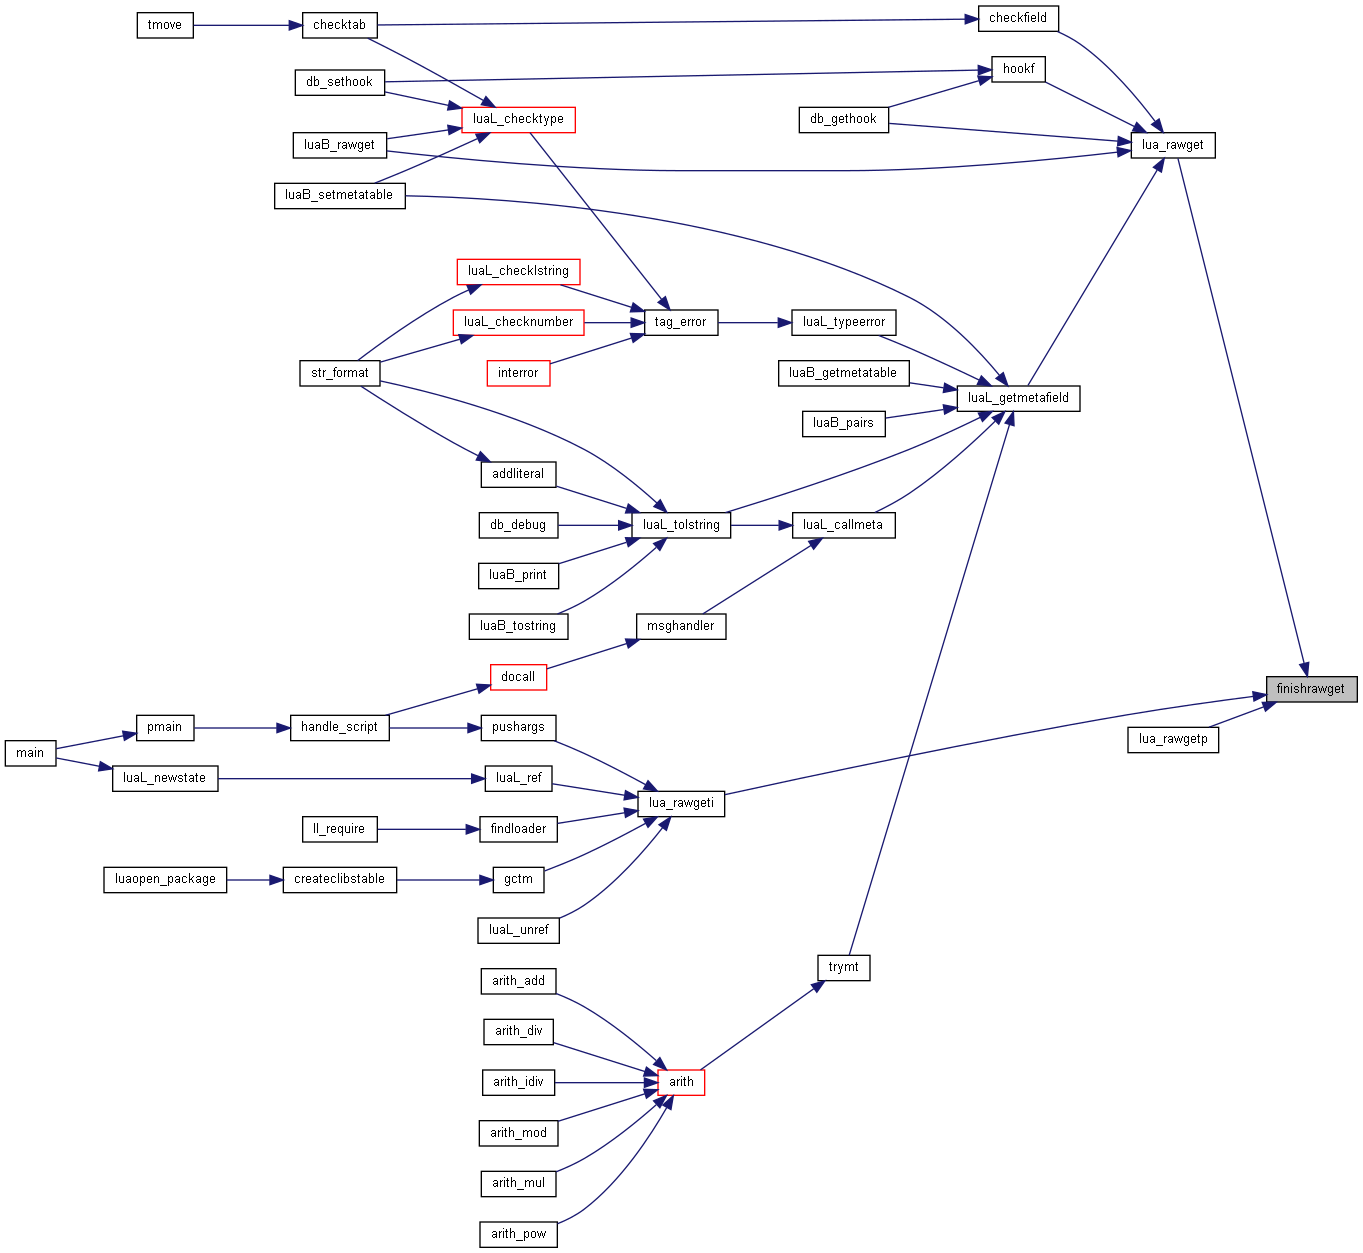 tmove
checktab
checkfield
db_sethook
hookf
luaL_checktype
db_gethook
luaB_rawget
lua_rawget
luaB_setmetatable
luaL_checklstring
luaL_checknumber
tag_error
luaL_typeerror
str_format
interror
luaB_getmetatable
luaL_getmetafield
luaB_pairs
addliteral
db_debug
luaL_tolstring
luaL_callmeta
luaB_print
luaB_tostring
msghandler
docall
finishrawget
pmain
handle_script
pushargs
lua_rawgetp
main
luaL_newstate
luaL_ref
lua_rawgeti
ll_require
findloader
luaopen_package
createclibstable
gctm
luaL_unref
trymt
arith_add
arith_div
arith_idiv
arith
arith_mod
arith_mul
arith_pow